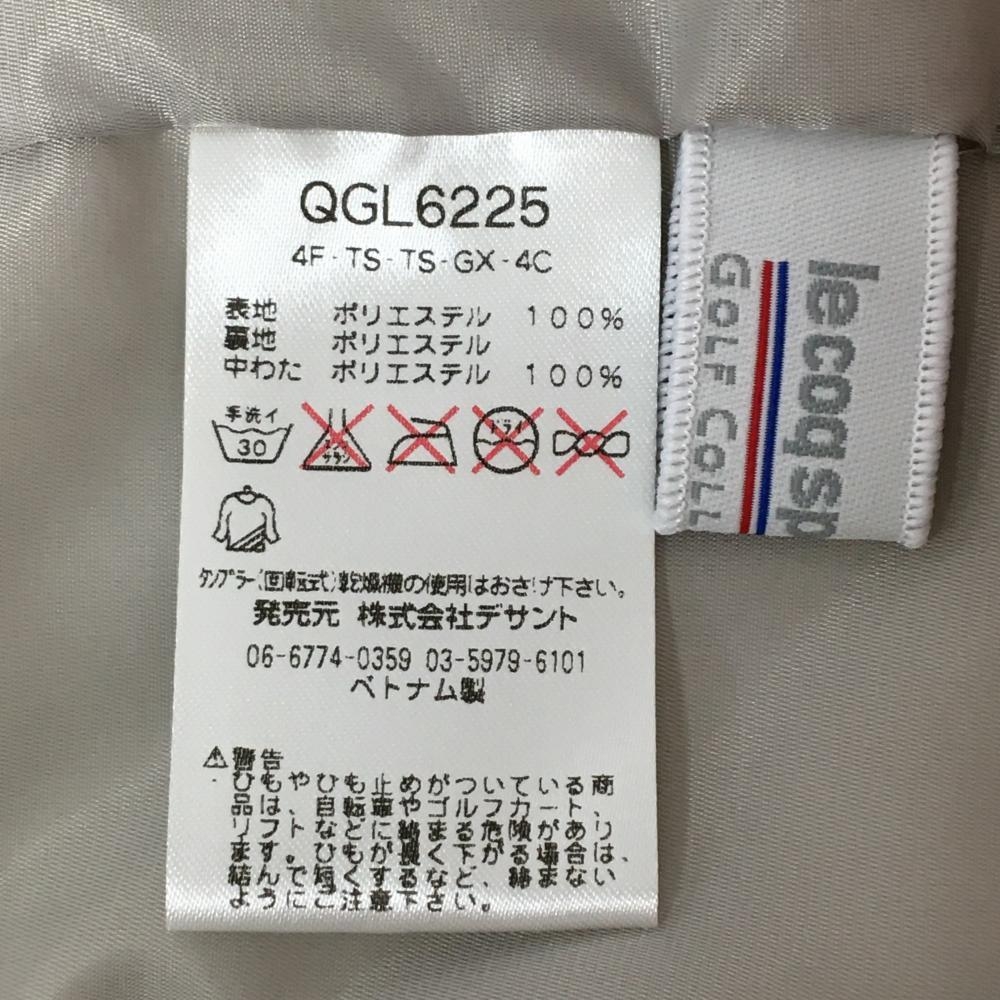 QGL6225
4F-TS-TS-GX-4C
表地 ポリエステル 100%
裏地 ポリエステル
中わた ポリエステル 100%
手洗イ
30
エンソサラシ
ドライ
タンブラー(回転式)乾燥機の使用はおさけ下さい。
発売元 株式会社デサント
06-6774-0359 03-5979-6101
ベトナム製
⚠警告
・ひもやひも止めがついている商
品は、自転車やゴルフカート、
リフトなどに絡まる危険があり
ます。ひもが長く下がる場合は、
結んで短くするなど、絡まない
ようにご注意下さい。
lecoqsp
GOLF COLL